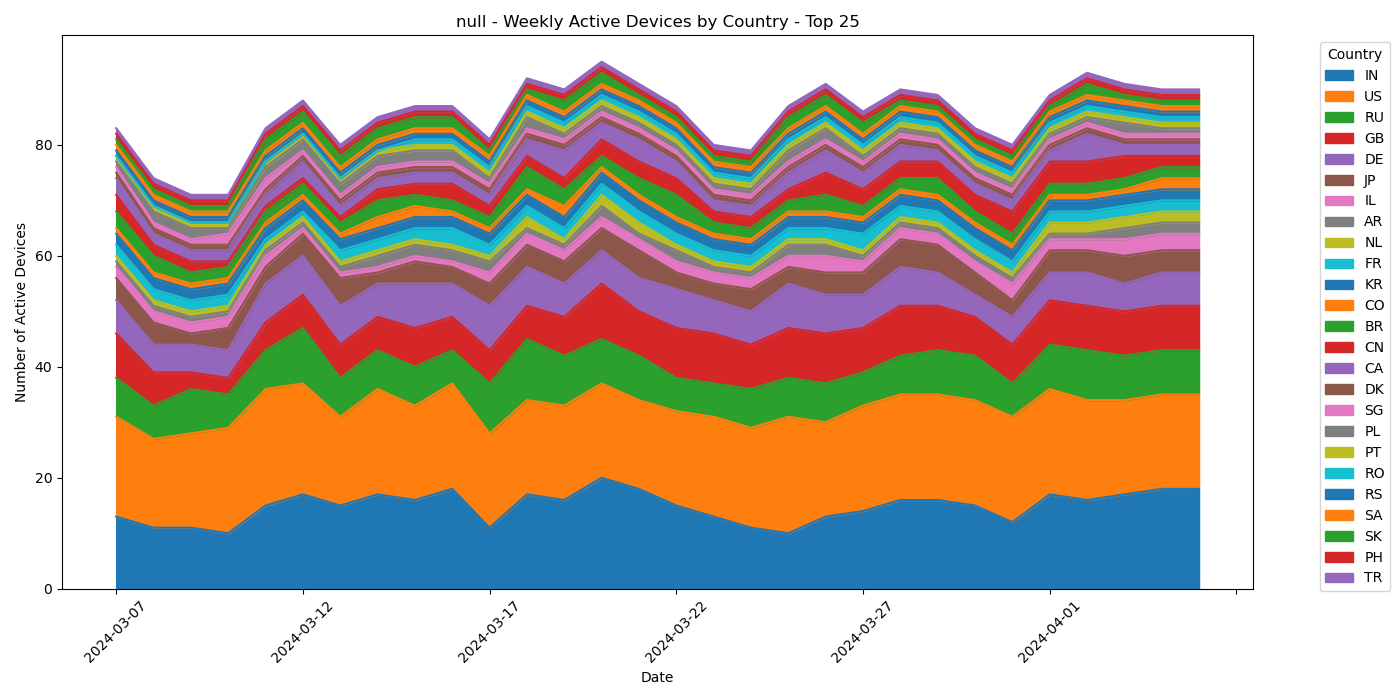 null - Weekly Active Devices by Country - Top 25
Number of Active Devices
80
60
40
20
0
2024-03-07
2024-03-12
2024-03-17
2024-03-22
2024-03-27
2024-04-01
Date
Country
IN
US
RU
GB
DE
JP
IL
AR
NL
FR
KR
CO
BR
CN
CA
DK
SG
PL
PT
RO
RS
SA
SK
PH
TR